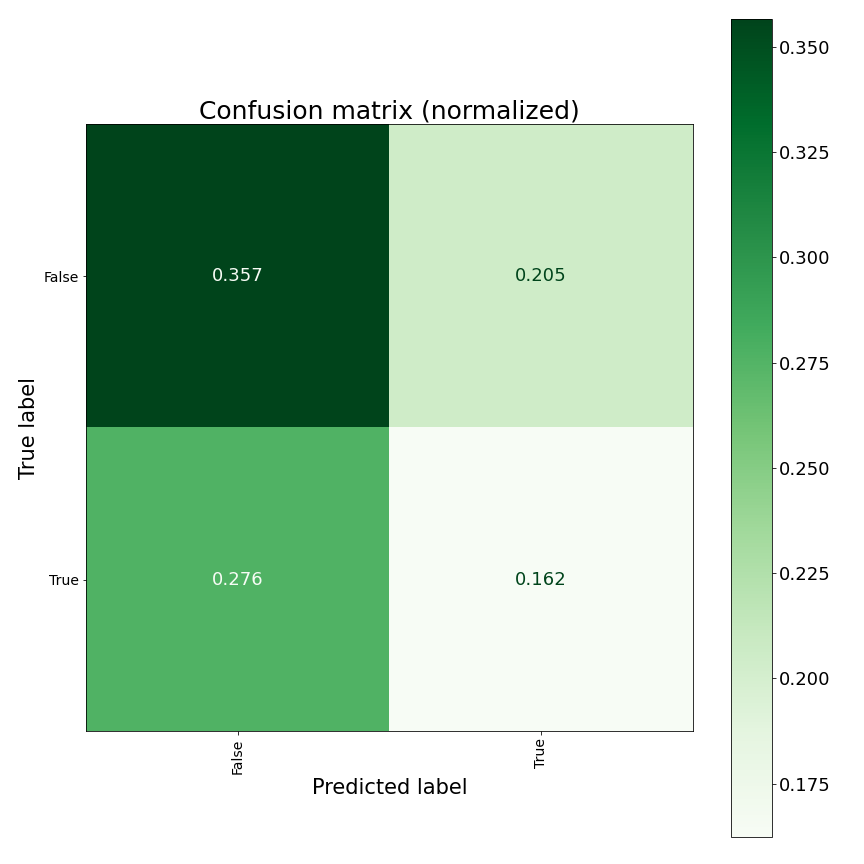 Confusion matrix (normalized)
True label
False
0.357
0.205
True
0.276
0.162
False
True
Predicted label
0.350
0.325
0.300
0.275
0.250
0.225
0.200
0.175